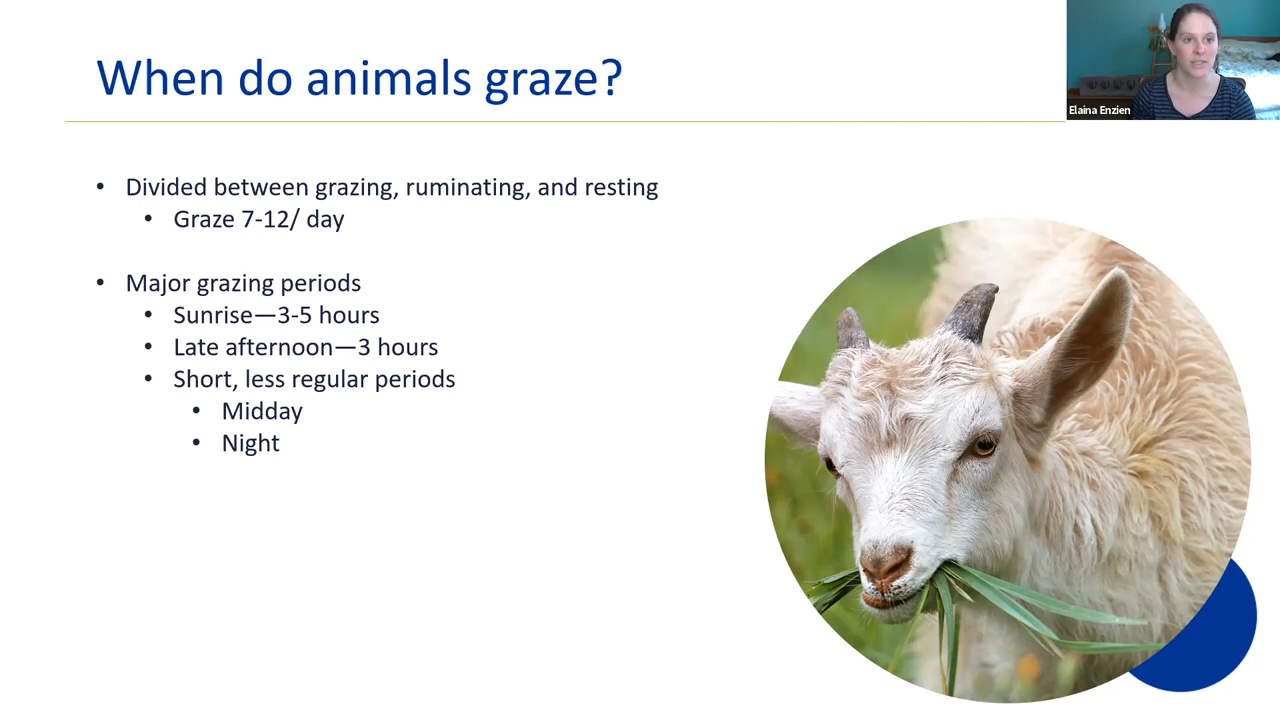 When do animals graze?
Elaina Enzien
• Divided between grazing, ruminating, and resting
• Graze 7-12/ day
• Major grazing periods
• Sunrise—3-5 hours
• Late afternoon—3 hours
• Short, less regular periods
• Midday
• Night